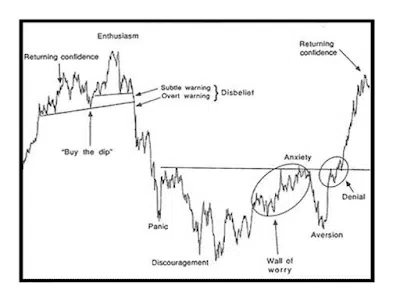 Enthusiasm
Returning confidence
Subtle warning
Overt warning
Disbelief
"Buy the dip"
Returning
confidence
Anxiety
Denial
Panic
Aversion
Discouragement
Wall of
worry